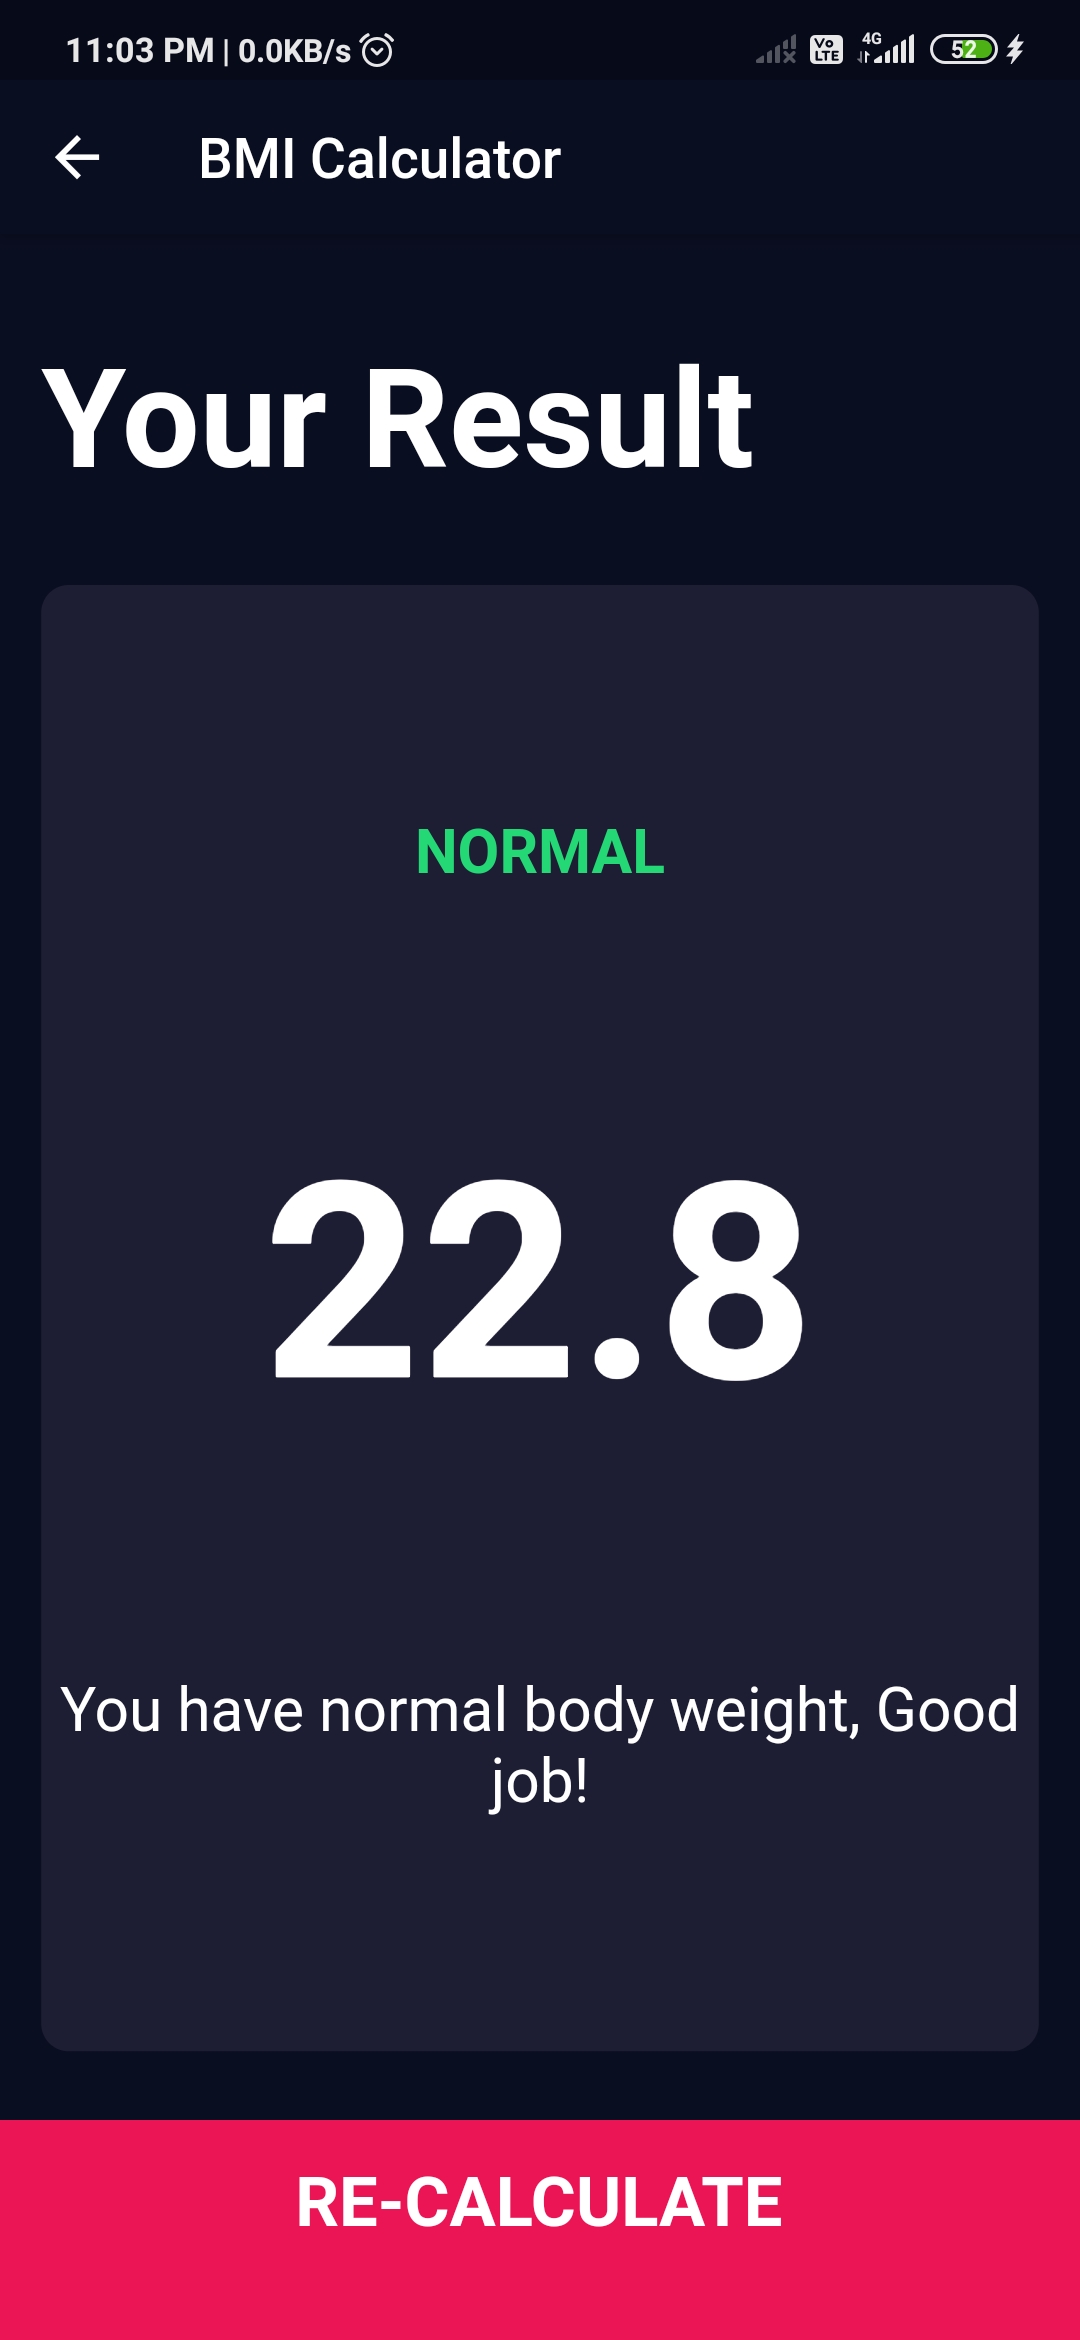 11:03 PM | 0.0KB/s
Vo
LTE
4G
52
BMI Calculator
Your Result
NORMAL
22.8
You have normal body weight, Good
job!
RE-CALCULATE